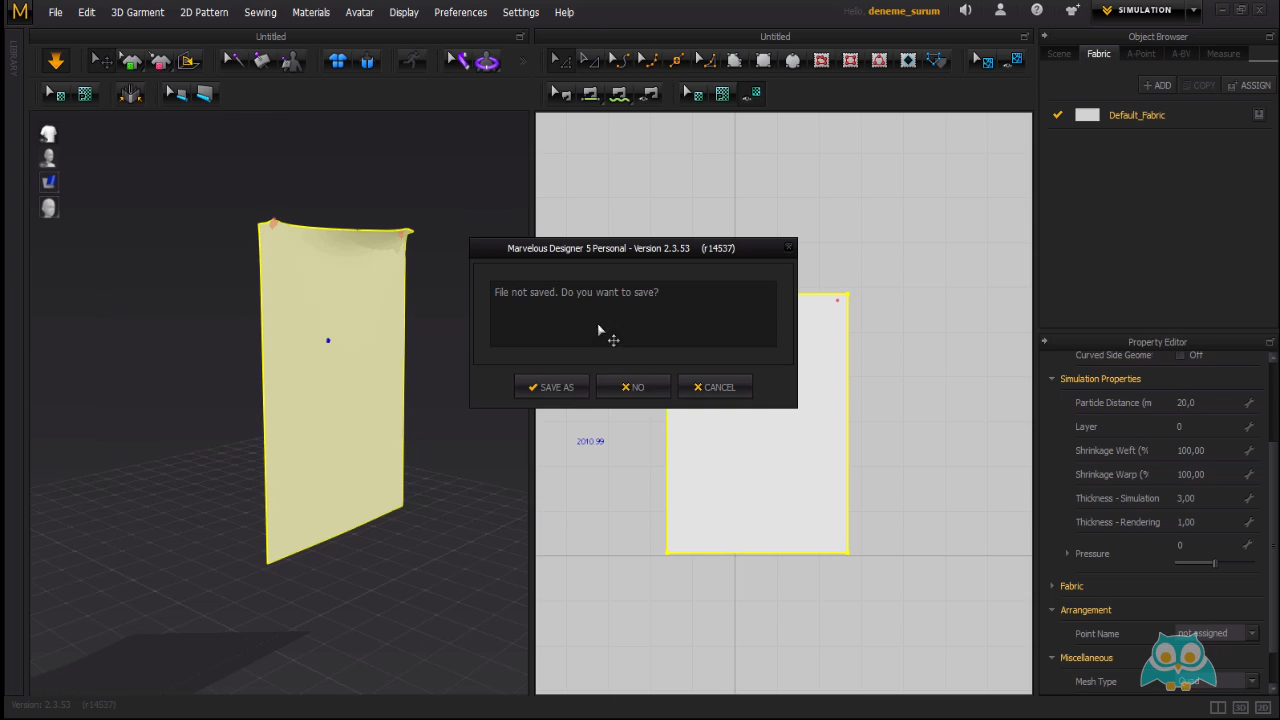 M File Edit 3D Garment 2D Pattern Sewing Materials Avatar Display Preferences Settings Help
Hello, deneme_surum
SIMULATION
LIBRARY
Untitled
Untitled
Object Browser
Scene Fabric A-Point A-BV Measure
ADD COPY ASSIGN
Default_Fabric
Marvelous Designer 5 Personal - Version 2.3.53 (r14537)
File not saved. Do you want to save?
SAVE AS NO CANCEL
2010.99
Property Editor
Curved Side Geome Off
Simulation Properties
Particle Distance (m 20,0
Layer 0
Shrinkage Weft (% 100,00
Shrinkage Warp (% 100,00
Thickness - Simulation 3,00
Thickness - Rendering 1,00
Pressure 0
Fabric
Arrangement
Point Name not assigned
Miscellaneous
Mesh Type Quad
Version: 2.3.53 (r14537)
3D 2D